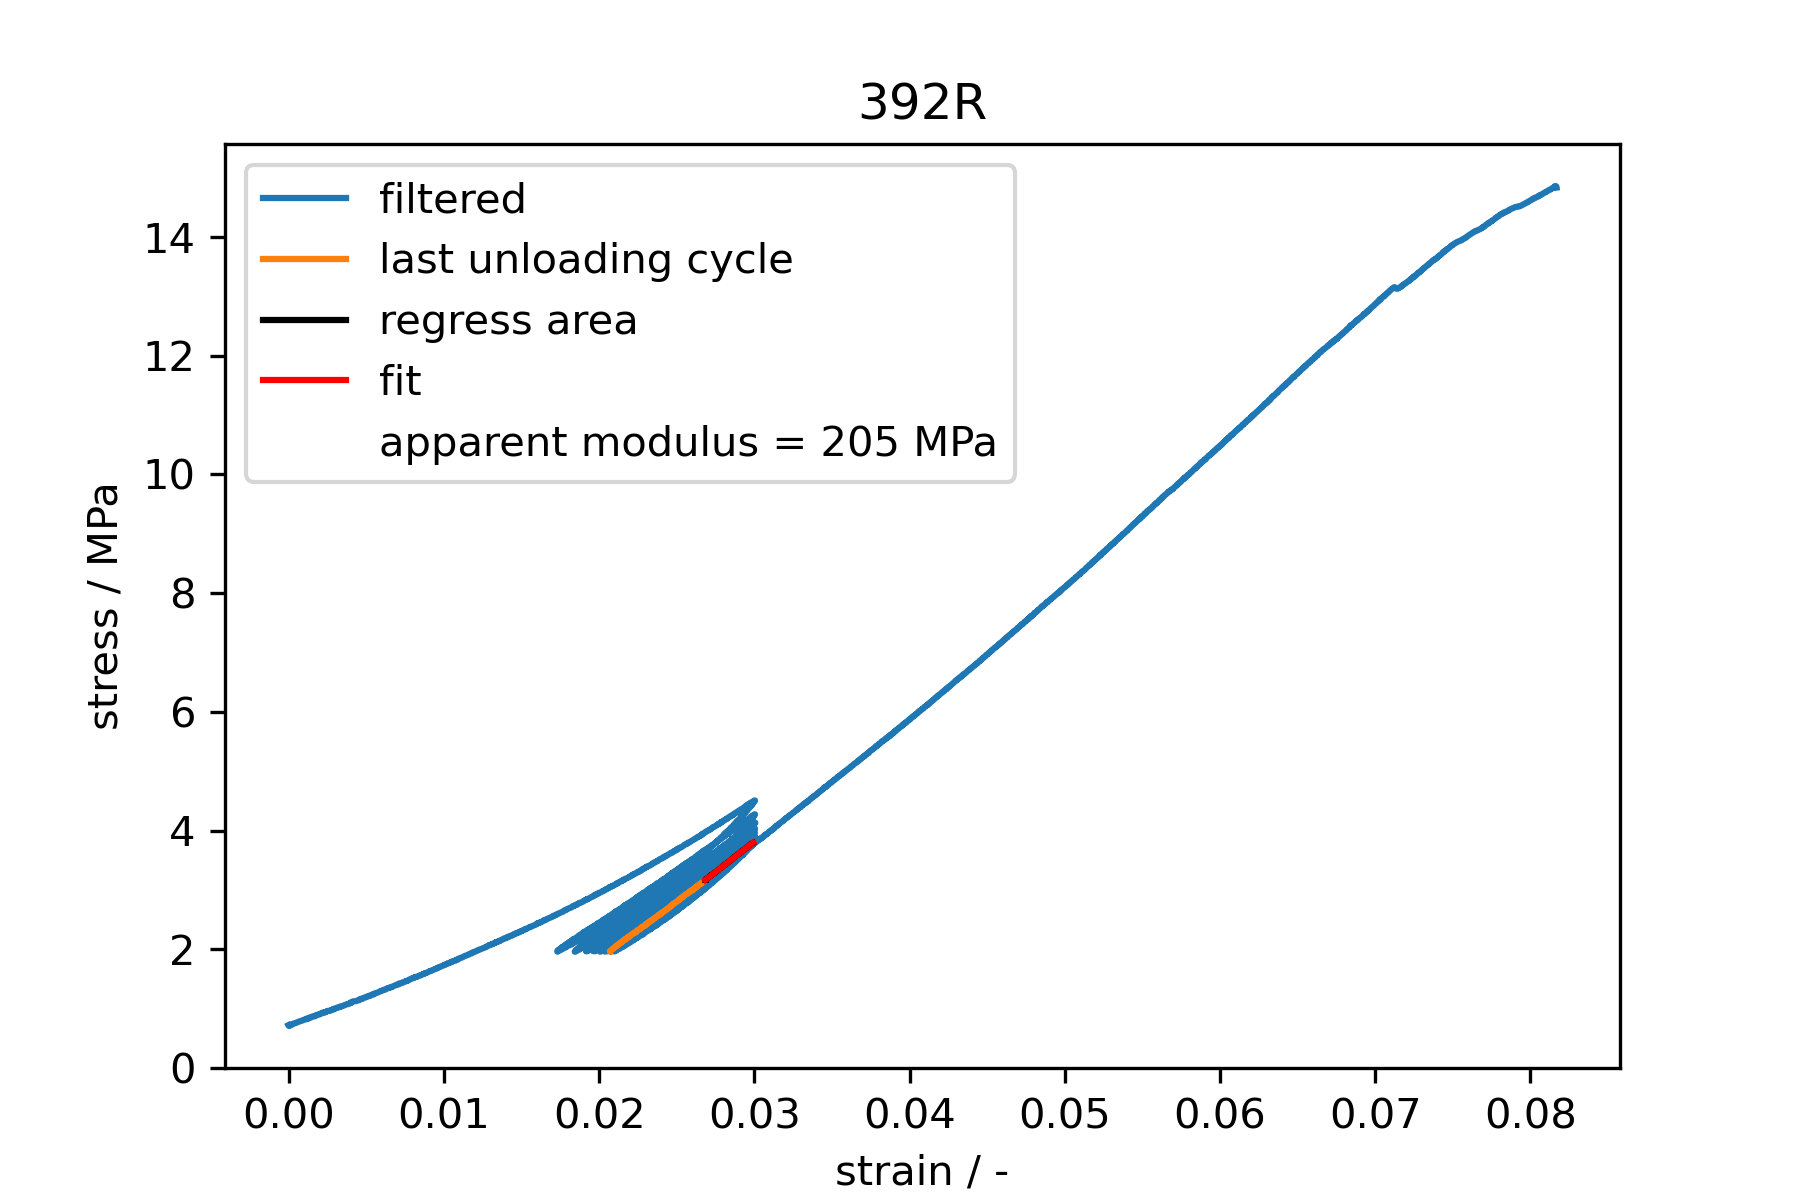 392R
filtered
last unloading cycle
regress area
fit
apparent modulus = 205 MPa
stress / MPa
14
12
10
8
6
4
2
0
0.00 0.01 0.02 0.03 0.04 0.05 0.06 0.07 0.08
strain / -